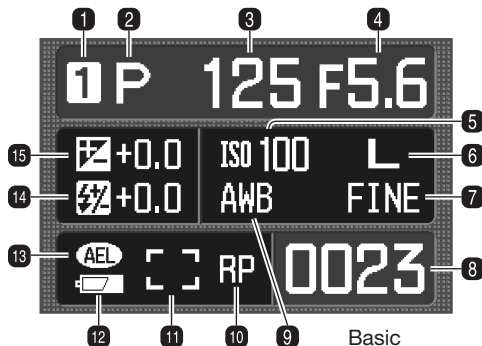 1 2 3 4
1 P 125 F5.6
5
15 +0.0 ISO 100 L 6
14 +0.0 AWB FINE 7
13 AEL RP 0023 8
12 11 10 9 Basic